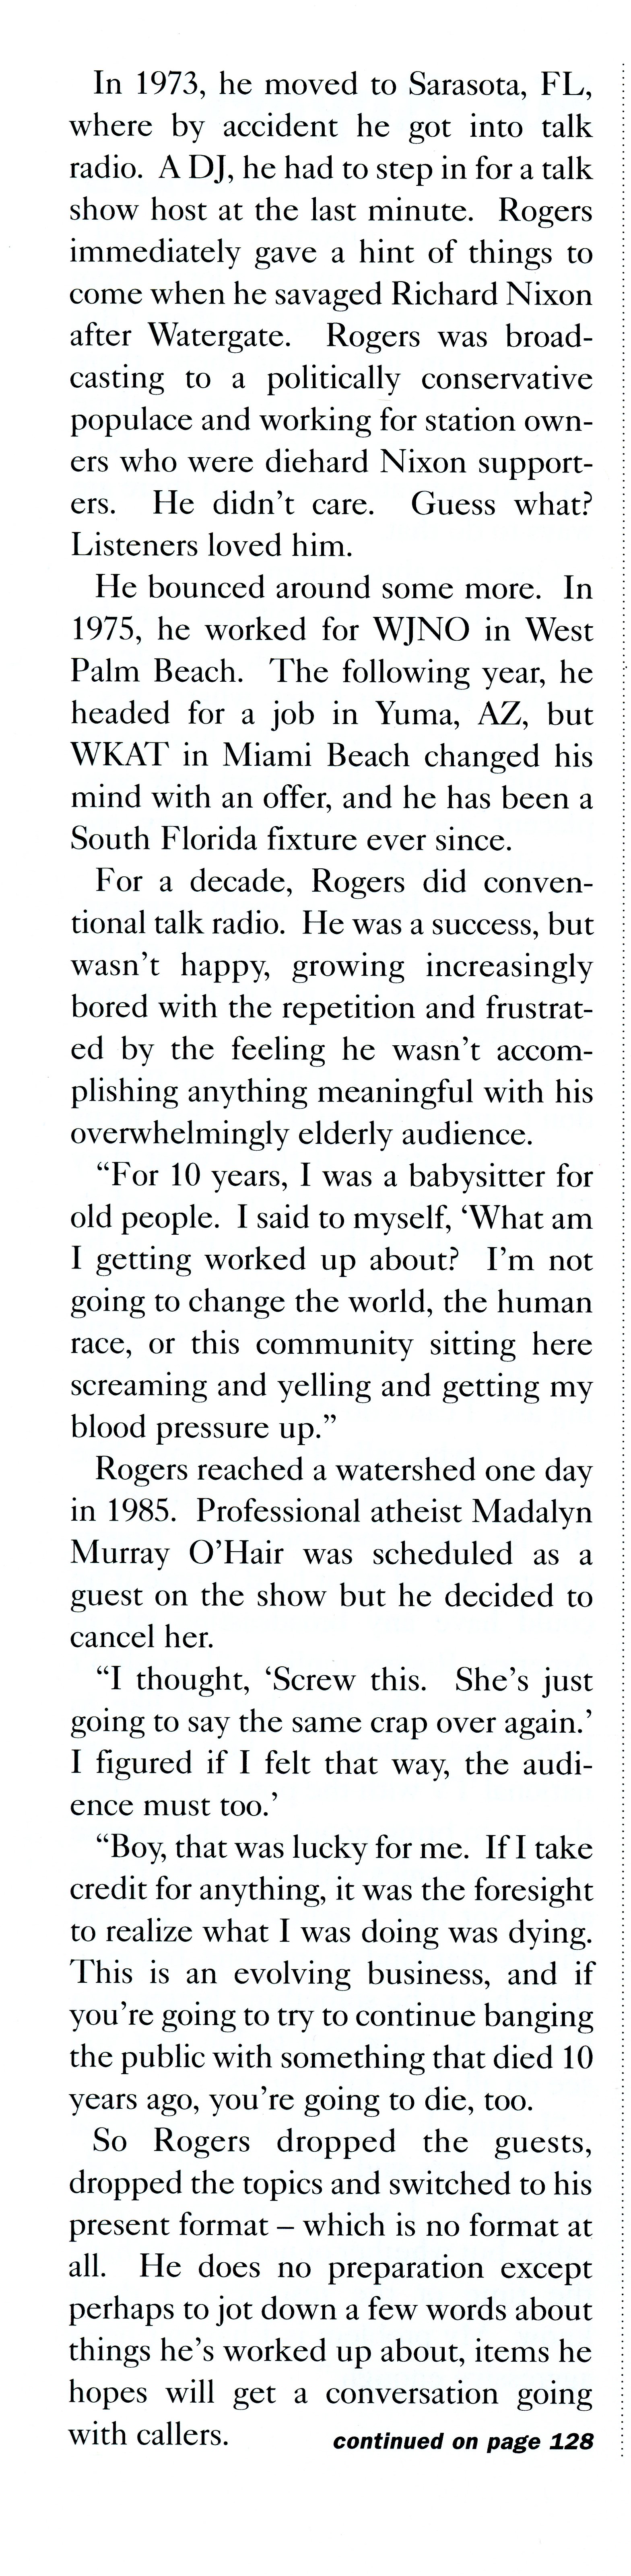 In 1973, he moved to Sarasota, FL,
where by accident he got into talk
radio. A DJ, he had to step in for a talk
show host at the last minute. Rogers
immediately gave a hint of things to
come when he savaged Richard Nixon
after Watergate. Rogers was broad-
casting to a politically conservative
populace and working for station own-
ers who were diehard Nixon support-
ers. He didn't care. Guess what?
Listeners loved him.
He bounced around some more. In
1975, he worked for WJNO in West
Palm Beach. The following year, he
headed for a job in Yuma, AZ, but
WKAT in Miami Beach changed his
mind with an offer, and he has been a
South Florida fixture ever since.
For a decade, Rogers did conven-
tional talk radio. He was a success, but
wasn't happy, growing increasingly
bored with the repetition and frustrat-
ed by the feeling he wasn't accom-
plishing anything meaningful with his
overwhelmingly elderly audience.
“For 10 years, I was a babysitter for
old people. I said to myself, ‘What am
I getting worked up about? I'm not
going to change the world, the human
race, or this community sitting here
screaming and yelling and getting my
blood pressure up.”
Rogers reached a watershed one day
in 1985. Professional atheist Madalyn
Murray O'Hair was scheduled as a
guest on the show but he decided to
cancel her.
“I thought, ‘Screw this. She's just
going to say the same crap over again.’
I figured if I felt that way, the audi-
ence must too.’
“Boy, that was lucky for me. If I take
credit for anything, it was the foresight
to realize what I was doing was dying.
This is an evolving business, and if
you're going to try to continue banging
the public with something that died 10
years ago, you're going to die, too.
So Rogers dropped the guests,
dropped the topics and switched to his
present format – which is no format at
all. He does no preparation except
perhaps to jot down a few words about
things he's worked up about, items he
hopes will get a conversation going
with callers. continued on page 128